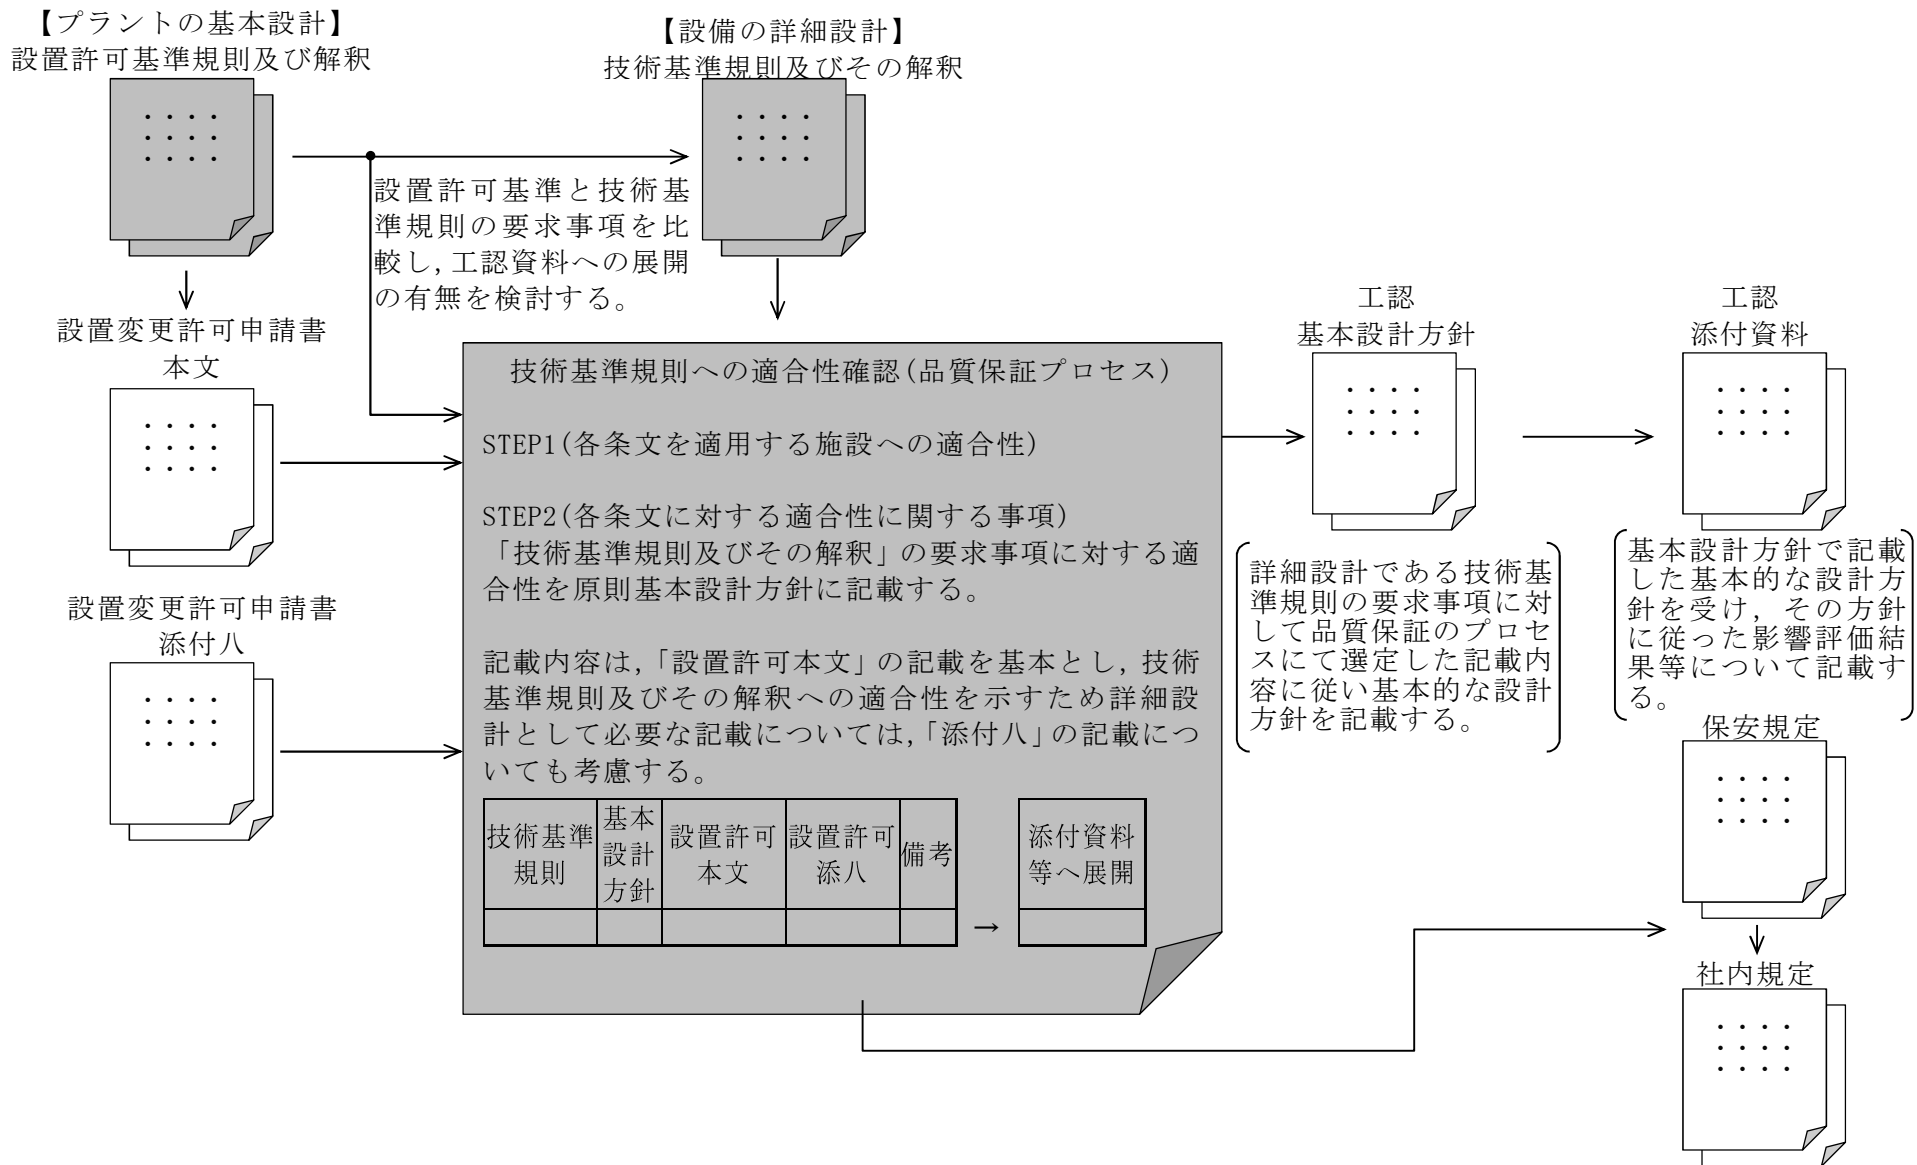 【プラントの基本設計】
設置許可基準規則及び解釈
【設備の詳細設計】
技術基準規則及びその解釈
設置許可基準と技術基
準規則の要求事項を比
較し,工認資料への展開
の有無を検討する。
設置変更許可申請書
本文
設置変更許可申請書
添付八
技術基準規則への適合性確認(品質保証プロセス)
STEP1(各条文を適用する施設への適合性)
STEP2(各条文に対する適合性に関する事項)
「技術基準規則及びその解釈」の要求事項に対する適
合性を原則基本設計方針に記載する。
記載内容は,「設置許可本文」の記載を基本とし,技術
基準規則及びその解釈への適合性を示すため詳細設
計として必要な記載については,「添付八」の記載につ
いても考慮する。
技術基準
規則
基本
設計
方針
設置許可
本文
設置許可
添八
備考
→
添付資料
等へ展開
工認
基本設計方針
詳細設計である技術基
準規則の要求事項に対
して品質保証のプロセ
スにて選定した記載内
容に従い基本的な設計
方針を記載する。
工認
添付資料
基本設計方針で記載
した基本的な設計方
針を受け,その方針
に従った影響評価結
果等について記載す
る。
保安規定
社内規定